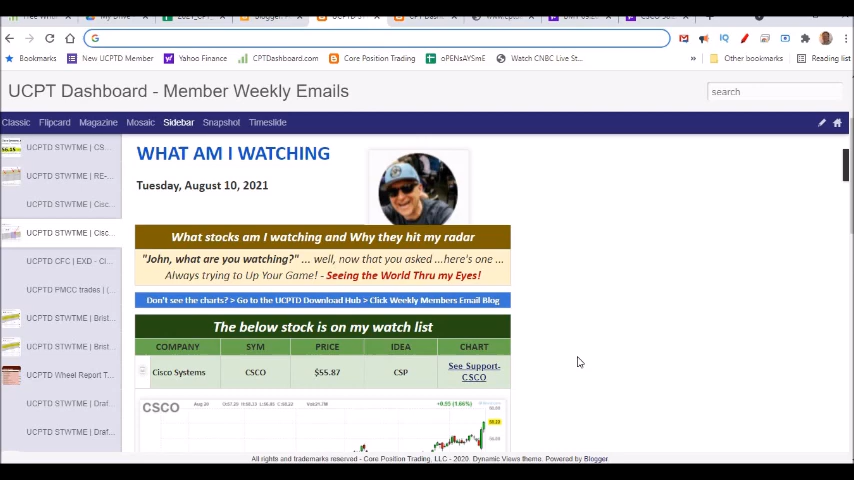 My Drive
CSCO
Bookmarks New UCPTD Member Yahoo Finance CPTDashboard.com Core Position Trading oPENsAYSmE Watch CNBC Live St... » Other bookmarks Reading list
UCPT Dashboard - Member Weekly Emails
search
Classic Flipcard Magazine Mosaic Sidebar Snapshot Timeslide
UCPTD STWTME | CS...
UCPTD STWTME | RE-...
UCPTD STWTME | Cisc...
UCPTD STWTME | Cisc...
UCPTD CFC | EXD - Cl...
UCPTD PMCC trades | (...
UCPTD STWTME | Brist...
UCPTD STWTME | Brist...
UCPTD Wheel Report T...
UCPTD STWTME | Draf...
UCPTD STWTME | Draf...
WHAT AM I WATCHING
Tuesday, August 10, 2021
What stocks am I watching and Why they hit my radar
"John, what are you watching?" ... well, now that you asked ...here's one ...
Always trying to Up Your Game! - Seeing the World Thru my Eyes!
Don't see the charts? > Go to the UCPTD Download Hub > Click Weekly Members Email Blog
The below stock is on my watch list
COMPANY SYM PRICE IDEA CHART
Cisco Systems CSCO $55.87 CSP See Support-
CSCO
CSCO
+0.93 (1.66%)
All rights and trademarks reserved - Core Position Trading, LLC - 2020. Dynamic Views theme. Powered by Blogger.